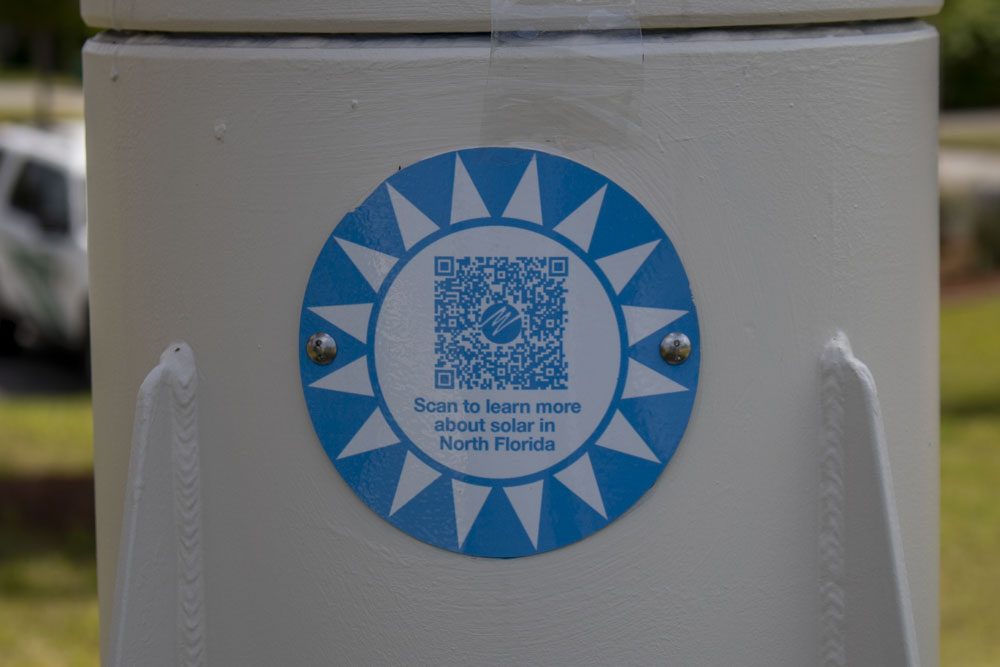 Scan to learn more
about solar in
North Florida